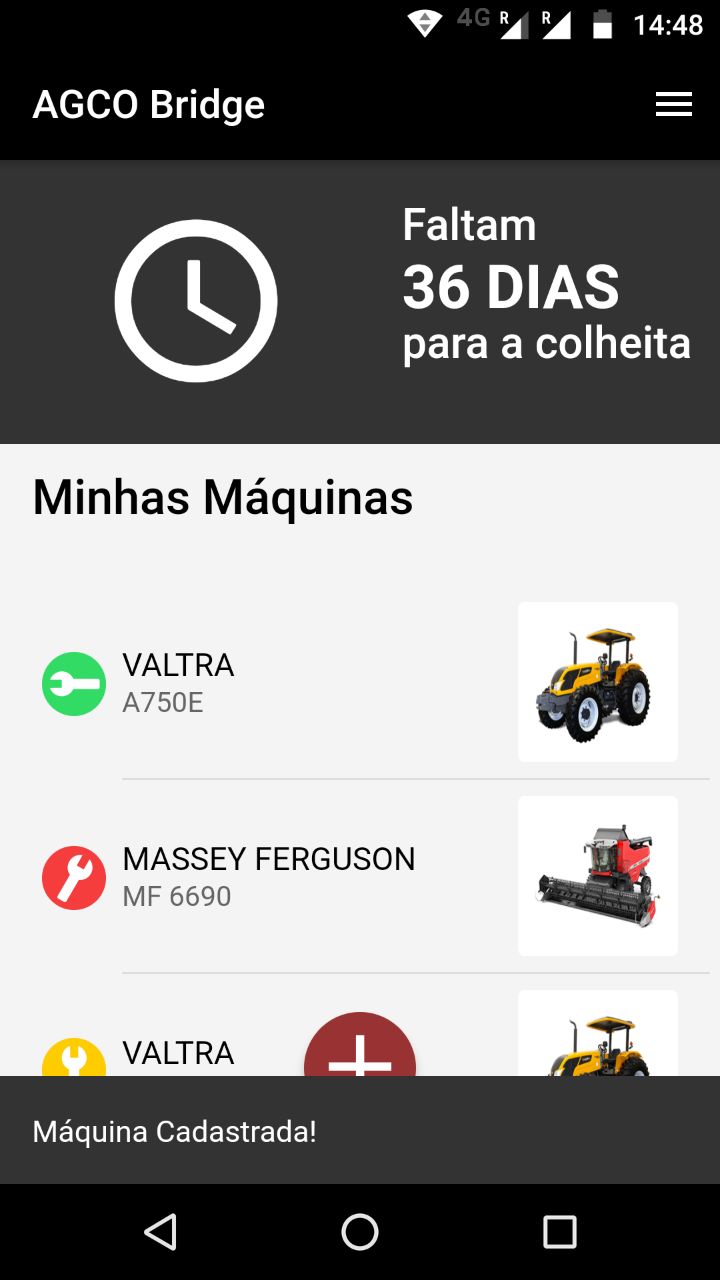 4G R R 14:48
AGCO Bridge
Faltam
36 DIAS
para a colheita
Minhas Máquinas
VALTRA
A750E
MASSEY FERGUSON
MF 6690
VALTRA
Máquina Cadastrada!